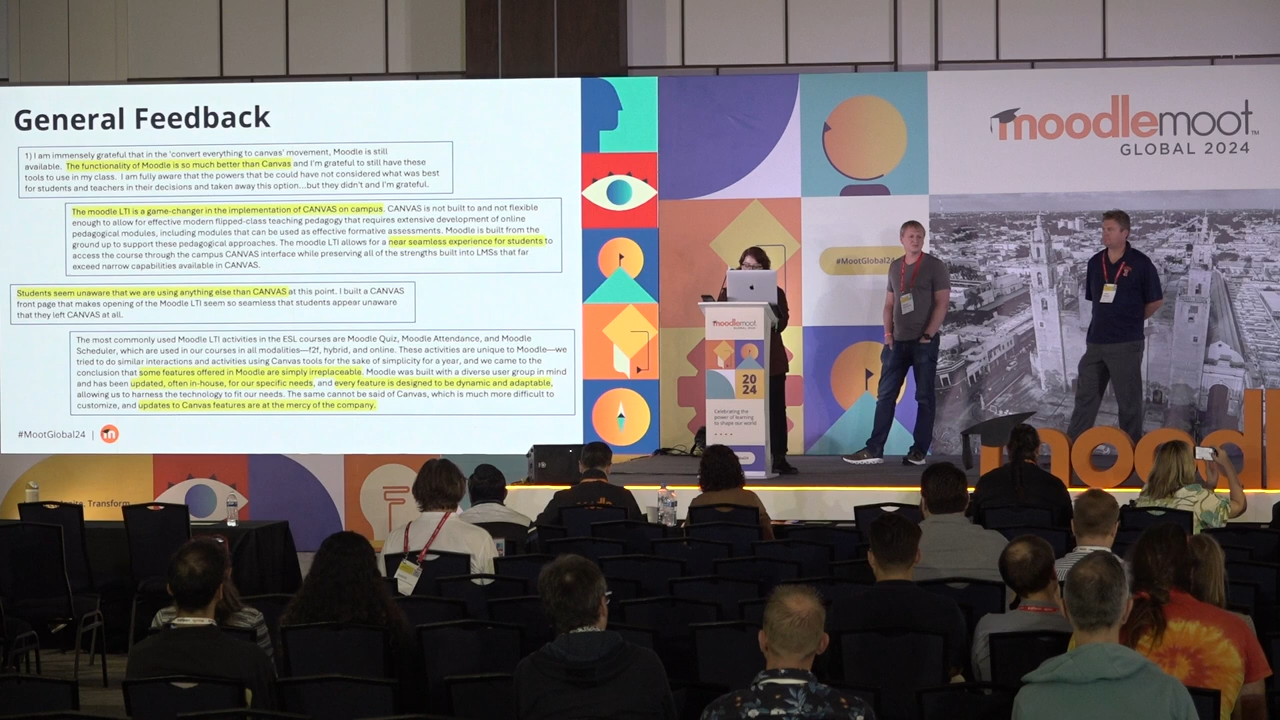 General Feedback
1) I am immensely grateful that in the 'convert everything to canvas' movement, Moodle is still
available. The functionality of Moodle is so much better than Canvas and I'm grateful to still have these
tools to use in my class. I am fully aware that the powers that be could have not considered what was best
for students and teachers in their decisions and taken away this option...but they didn't and I'm grateful.
The moodle LTI is a game-changer in the implementation of CANVAS on campus. CANVAS is not built to and not flexible
enough to allow for effective modern flipped-class teaching pedagogy that requires extensive development of online
pedagogical modules, including modules that can be used as effective formative assessments. Moodle is built from the
ground up to support these pedagogical approaches. The moodle LTI allows for a near seamless experience for students to
access the course through the campus CANVAS interface while preserving all of the strengths built into LMSs that far
exceed narrow capabilities available in CANVAS.
Students seem unaware that we are using anything else than CANVAS at this point. I built a CANVAS
front page that makes opening of the Moodle LTI seem so seamless that students appear unaware
that they left CANVAS at all.
The most commonly used Moodle LTI activities in the ESL courses are Moodle Quiz, Moodle Attendance, and Moodle
Scheduler, which are used in our courses in all modalities—f2f, hybrid, and online. These activities are unique to Moodle—we
tried to do similar interactions and activities using Canvas tools for the sake of simplicity for a year, and we came to the
conclusion that some features offered in Moodle are simply irreplaceable. Moodle was built with a diverse user group in mind
and has been updated, often in-house, for our specific needs, and every feature is designed to be dynamic and adaptable,
allowing us to harness the technology to fit our needs. The same cannot be said of Canvas, which is much more difficult to
customize, and updates to Canvas features are at the mercy of the company.
#MootGlobal24 | m
moodlemoot™
GLOBAL 2024
#MootGlobal24
moodlemoot
GLOBAL 2024
20
24
Celebrating the
power of learning
to shape our world
moodl
Transform